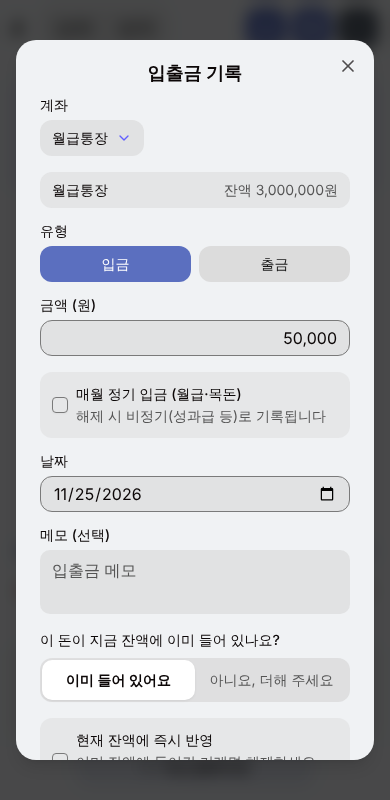 입출금 기록
계좌
월급통장
월급통장 잔액 3,000,000원
유형
입금 출금
금액 (원)
50,000
매월 정기 입금 (월급·목돈)
해제 시 비정기(성과급 등)로 기록됩니다
날짜
11/25/2026
메모 (선택)
입출금 메모
이 돈이 지금 잔액에 이미 들어 있나요?
이미 들어 있어요 아니요, 더해 주세요
현재 잔액에 즉시 반영